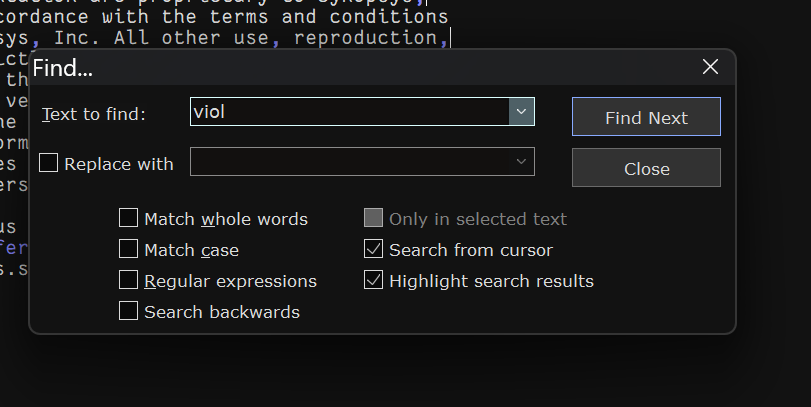 cordance with the terms and conditions
sys, Inc. All other use, reproduction,
Find...
Text to find:
viol
Find Next
Replace with
Close
Match whole words
Only in selected text
Match case
Search from cursor
Regular expressions
Highlight search results
Search backwards